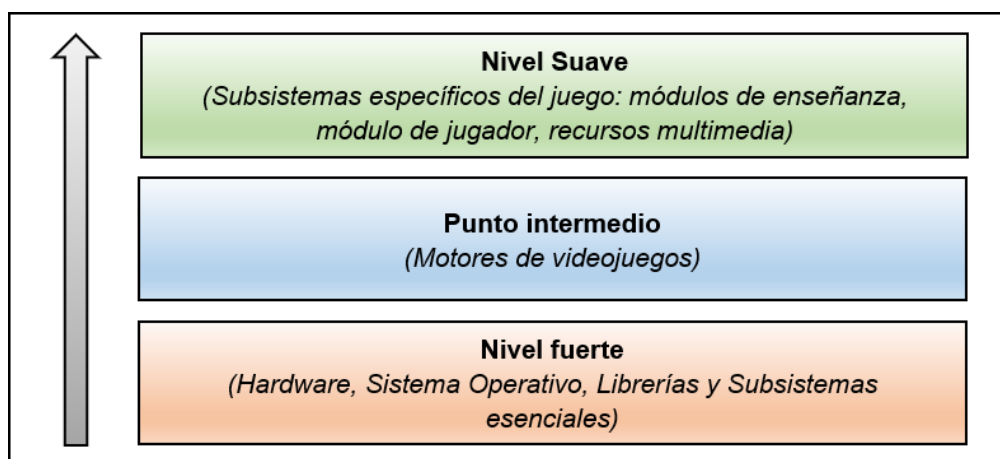 Nivel Suave
(Subsistemas específicos del juego: módulos de enseñanza,
módulo de jugador, recursos multimedia)
Punto intermedio
(Motores de videojuegos)
Nivel fuerte
(Hardware, Sistema Operativo, Librerías y Subsistemas
esenciales)